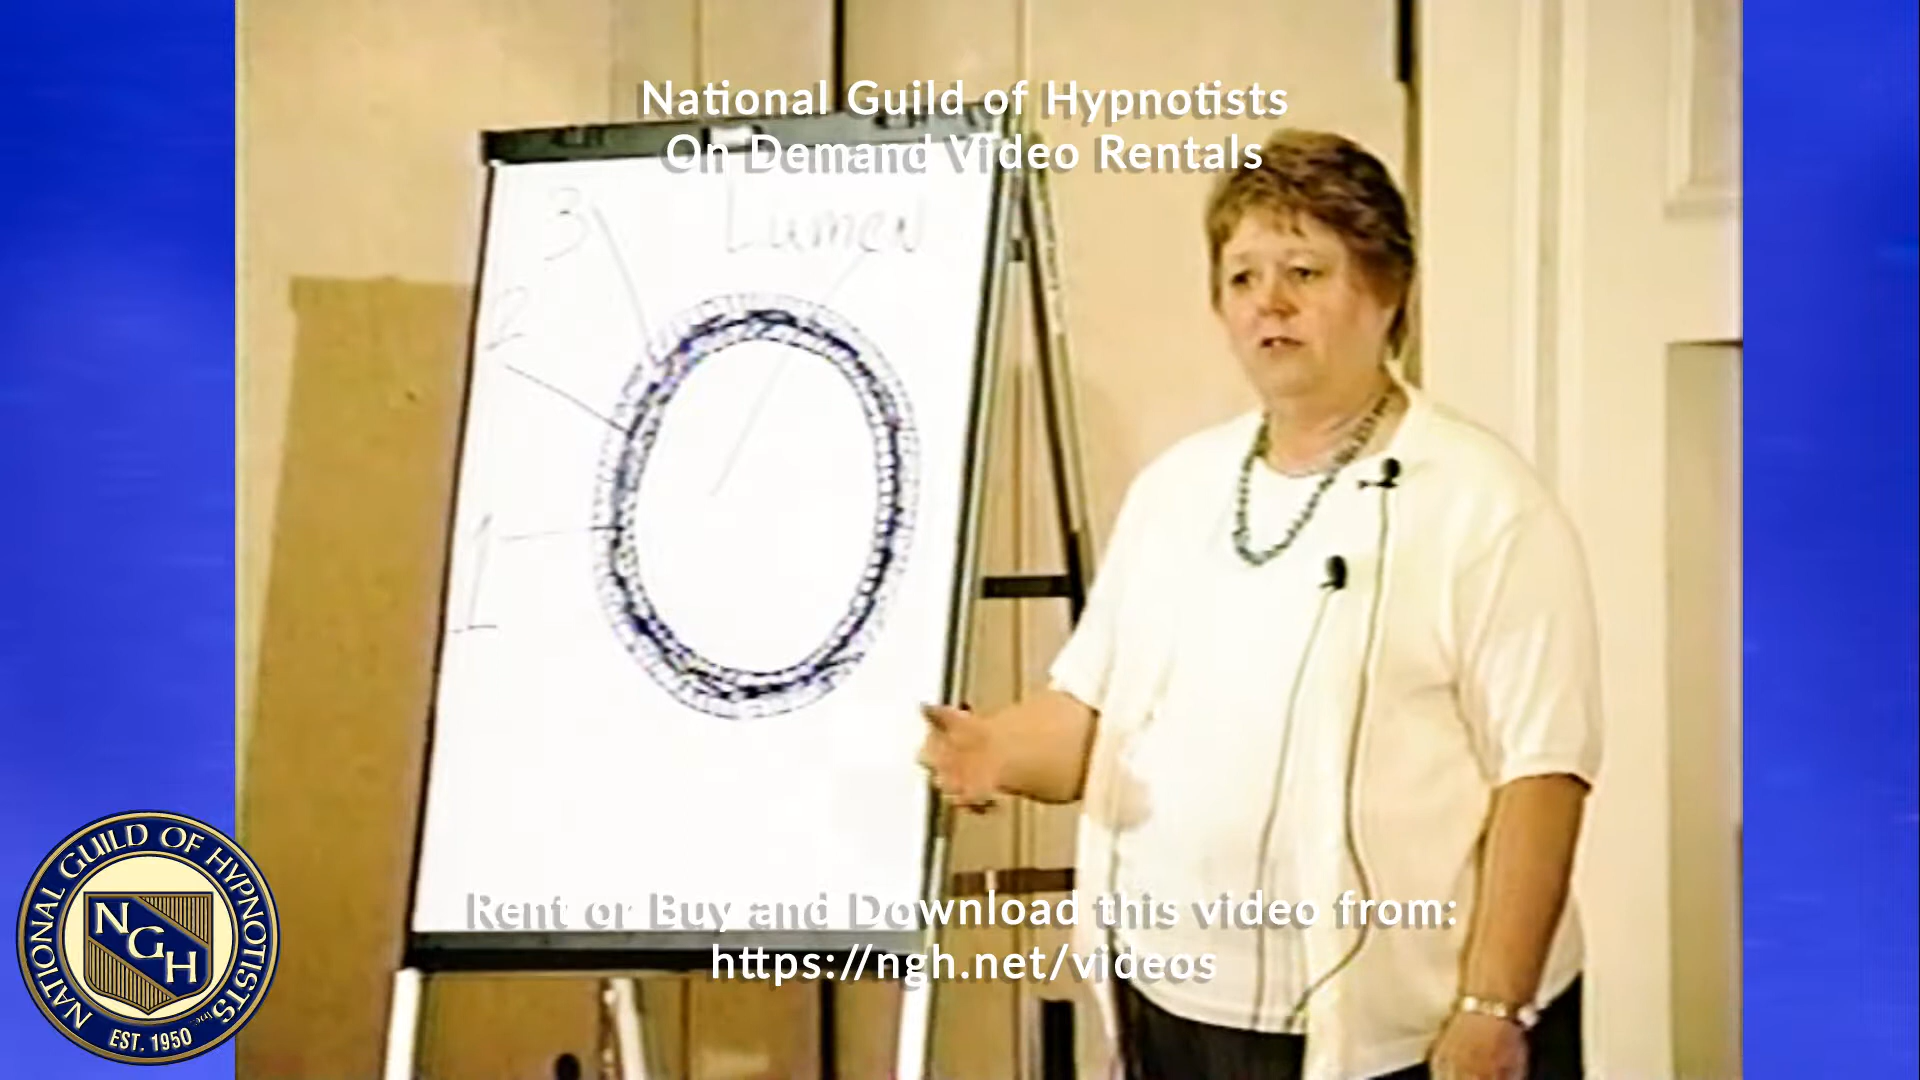 National Guild of Hypnotists
On Demand Video Rentals
3
Lumen
2
1
Rent or Buy and Download this video from:
https://ngh.net/videos
NATIONAL GUILD OF HYPNOTISTS, Inc.
NGH
EST. 1950